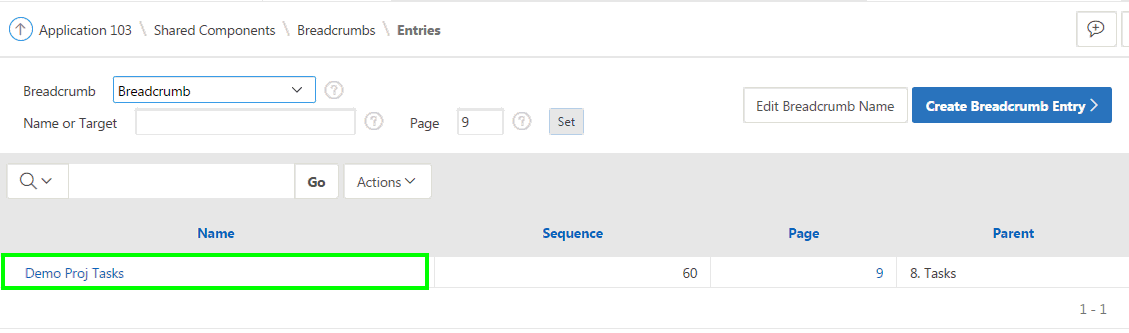 Application 103 \ Shared Components \ Breadcrumbs \ Entries
Breadcrumb Breadcrumb ?
Edit Breadcrumb Name Create Breadcrumb Entry
Name or Target ? Page 9 ? Set
Go Actions
Name Sequence Page Parent
Demo Proj Tasks 60 9 8. Tasks
1 - 1